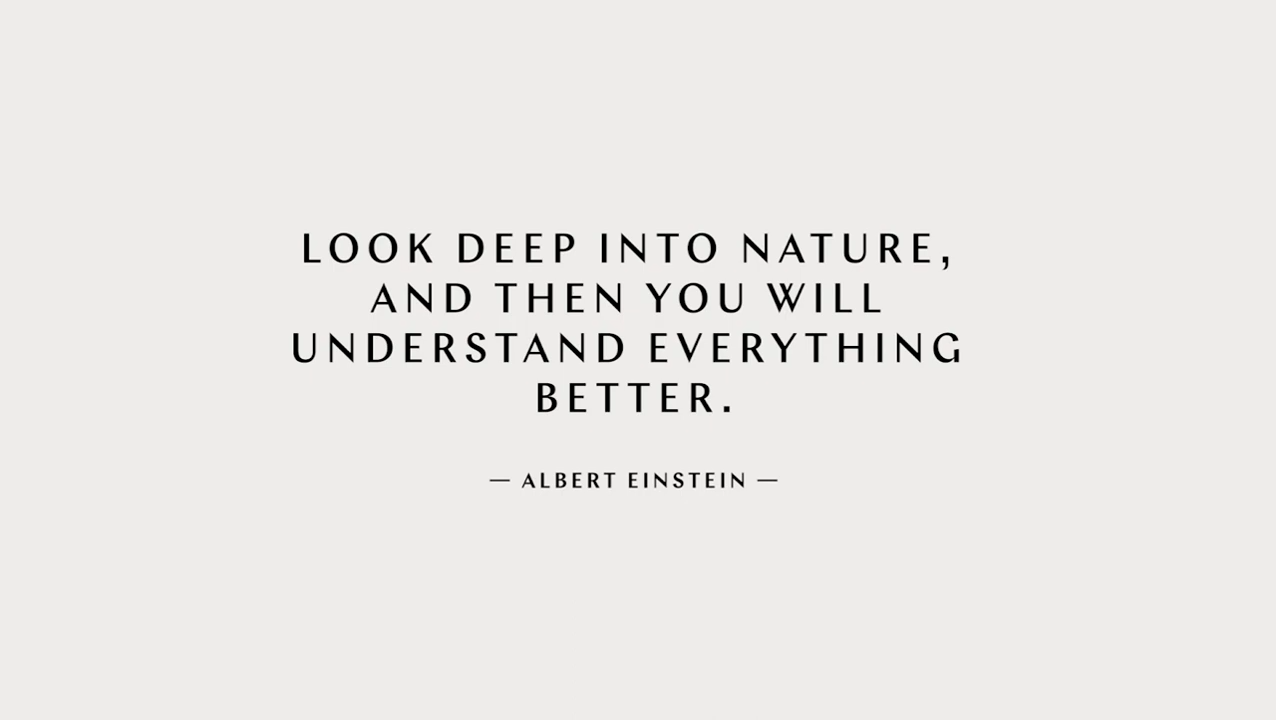 LOOK DEEP INTO NATURE,
AND THEN YOU WILL
UNDERSTAND EVERYTHING
BETTER.
— ALBERT EINSTEIN —